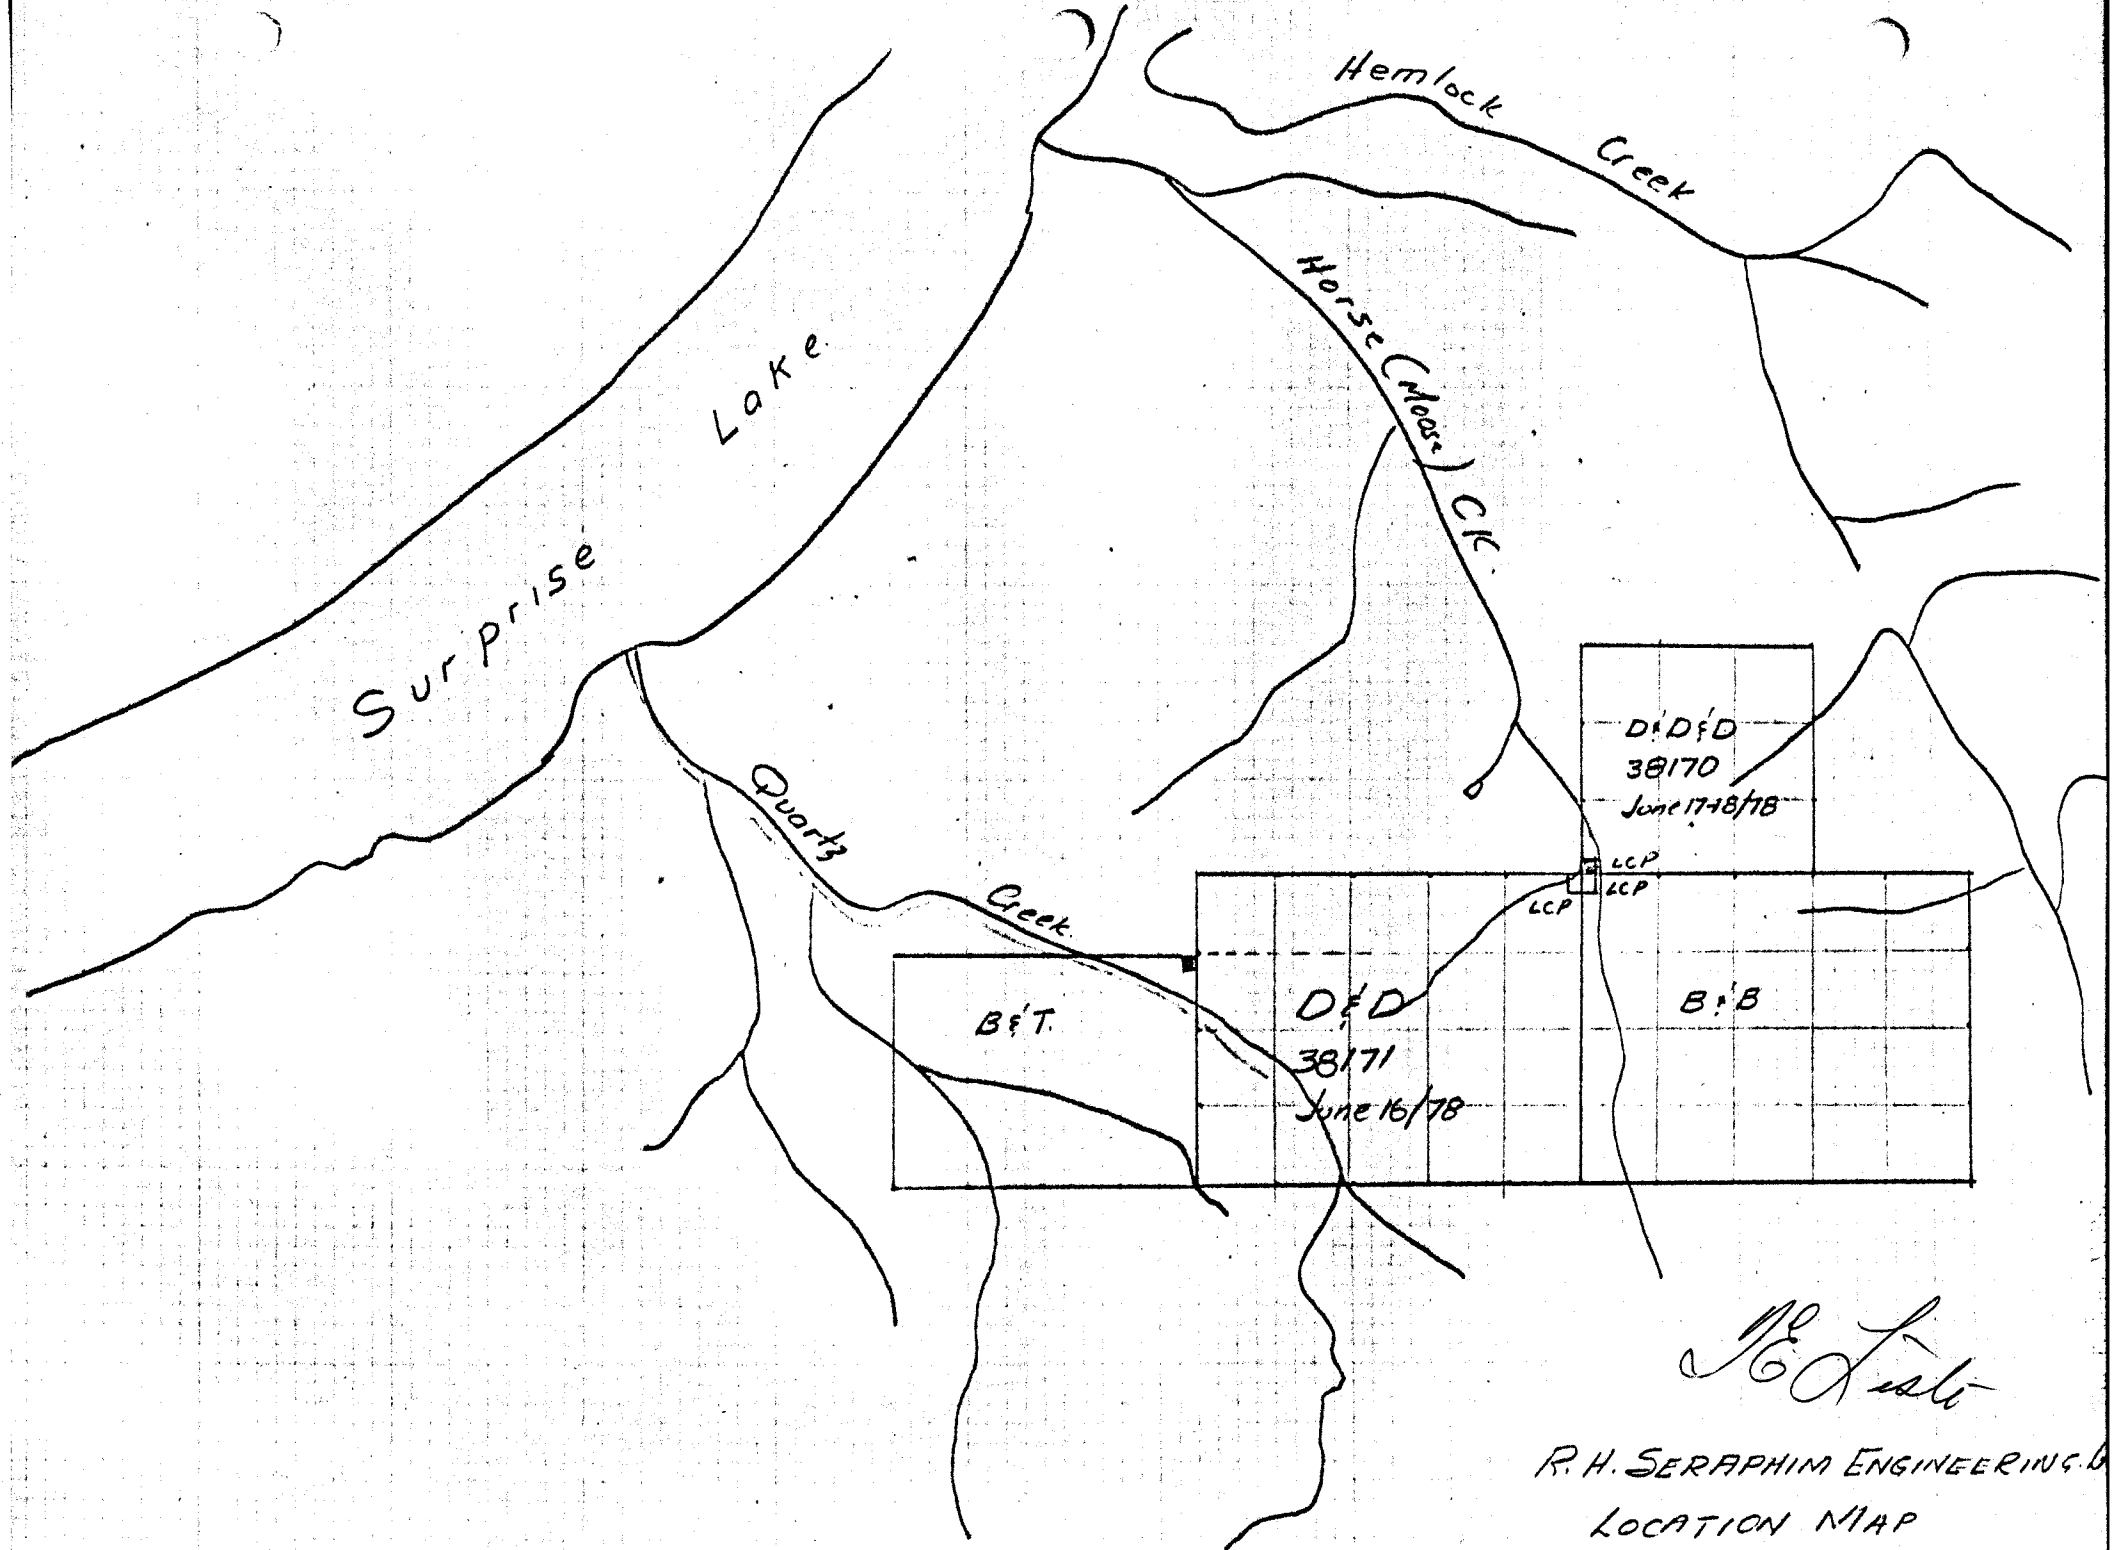 Hemlock Creek
Horse (Moose) CK.
Surprise Lake
Quartz Creek
D & D & D
38170
June 17+18/78
LCP
LCP
LCP
B & T.
D & D
38171
June 16/78
B & B
R. H. SERAPHIM ENGINEERING.
LOCATION MAP